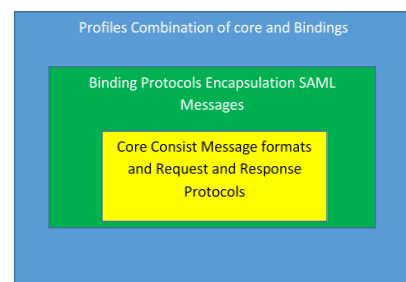 Profiles Combination of core and Bindings
Binding Protocols Encapsulation SAML
Messages
Core Consist Message formats
and Request and Response
Protocols